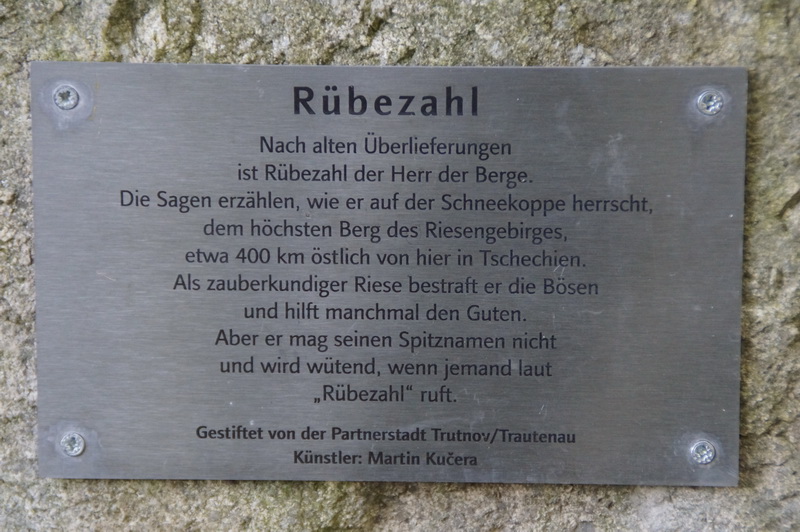 Rübezahl
Nach alten Überlieferungen
ist Rübezahl der Herr der Berge.
Die Sagen erzählen, wie er auf der Schneekoppe herrscht,
dem höchsten Berg des Riesengebirges,
etwa 400 km östlich von hier in Tschechien.
Als zauberkundiger Riese bestraft er die Bösen
und hilft manchmal den Guten.
Aber er mag seinen Spitznamen nicht
und wird wütend, wenn jemand laut
„Rübezahl“ ruft.
Gestiftet von der Partnerstadt Trutnov/Trautenau
Künstler: Martin Kučera